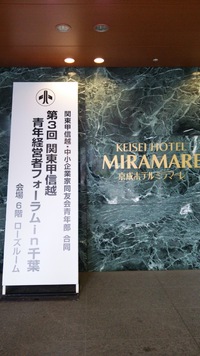 関東甲信越・中小企業家同友会青年部 合同
第3回 関東甲信越
青年経営者フォーラムin千葉
会場 6階 ローズルーム
KEISEI HOTEL
MIRAMARE
京成ホテルミラマーレ